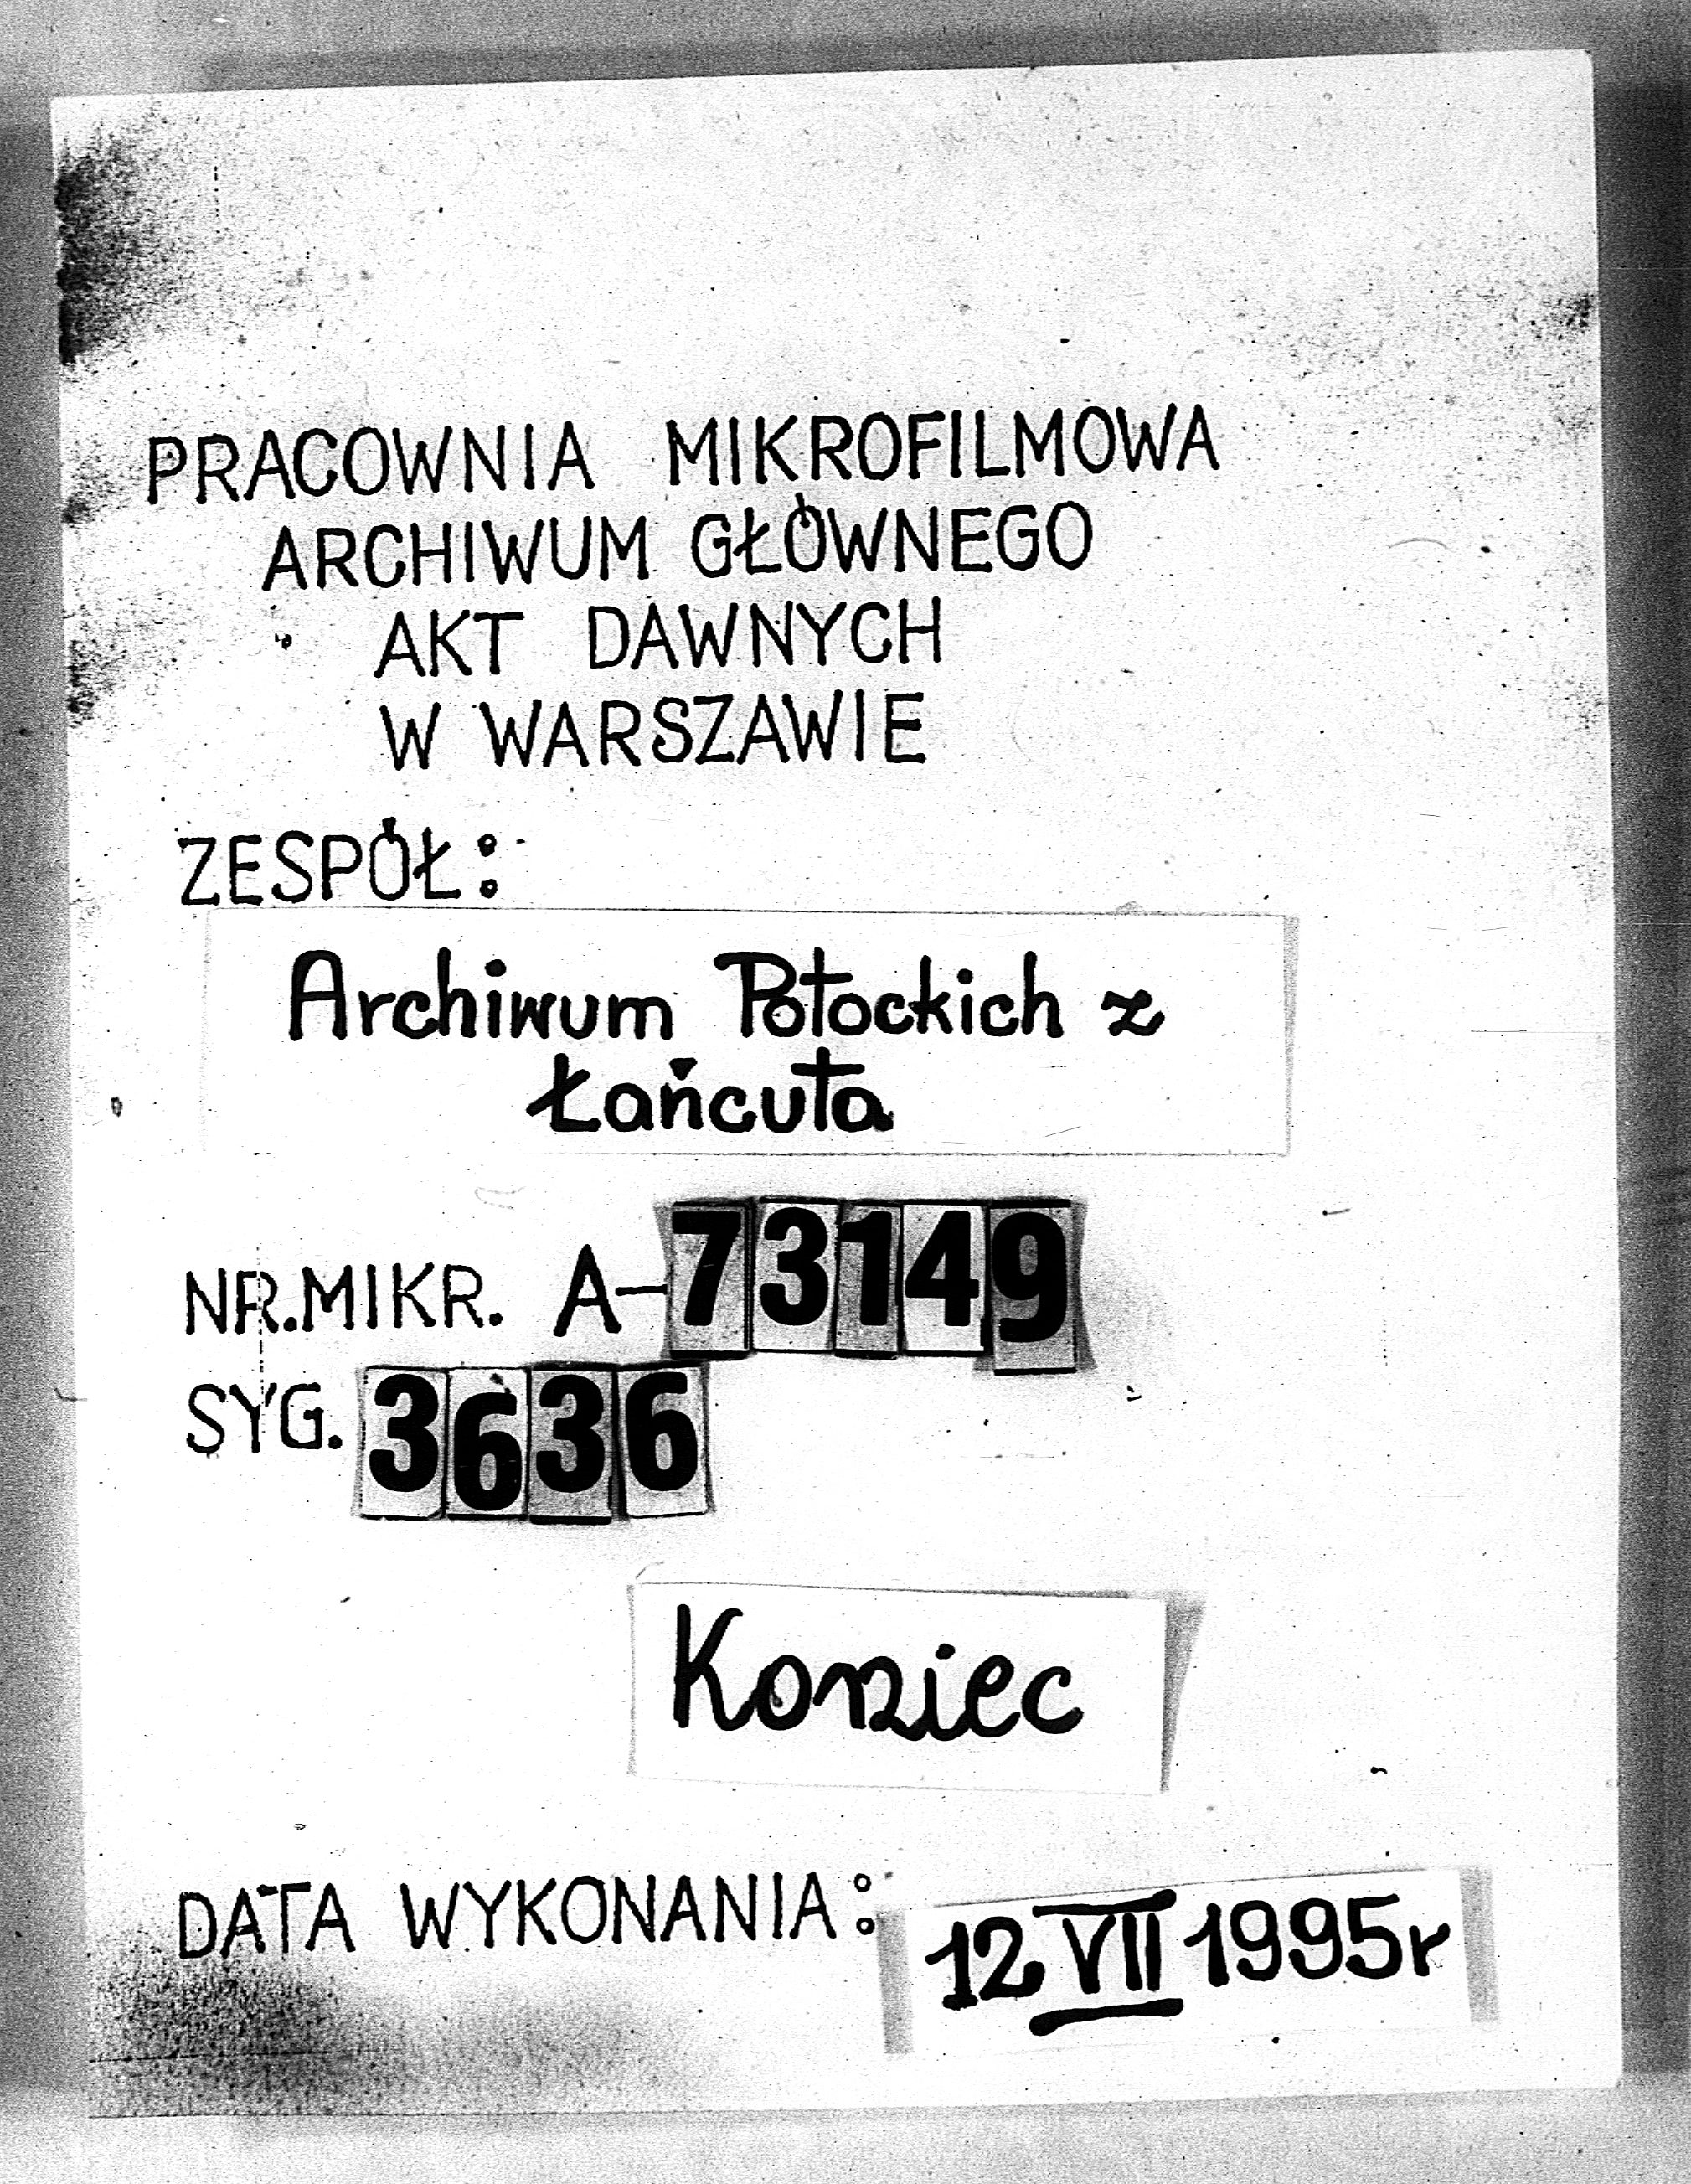 PRACOWNIA MIKROFILMOWA
ARCHIWUM GŁÓWNEGO
AKT DAWNYCH
W WARSZAWIE
ZESPÓŁ:
Archiwum Potockich z
Łańcuta
NR.MIKR. A-73149
SYG. 3636
Koniec
DATA WYKONANIA: 12 VII 1995r